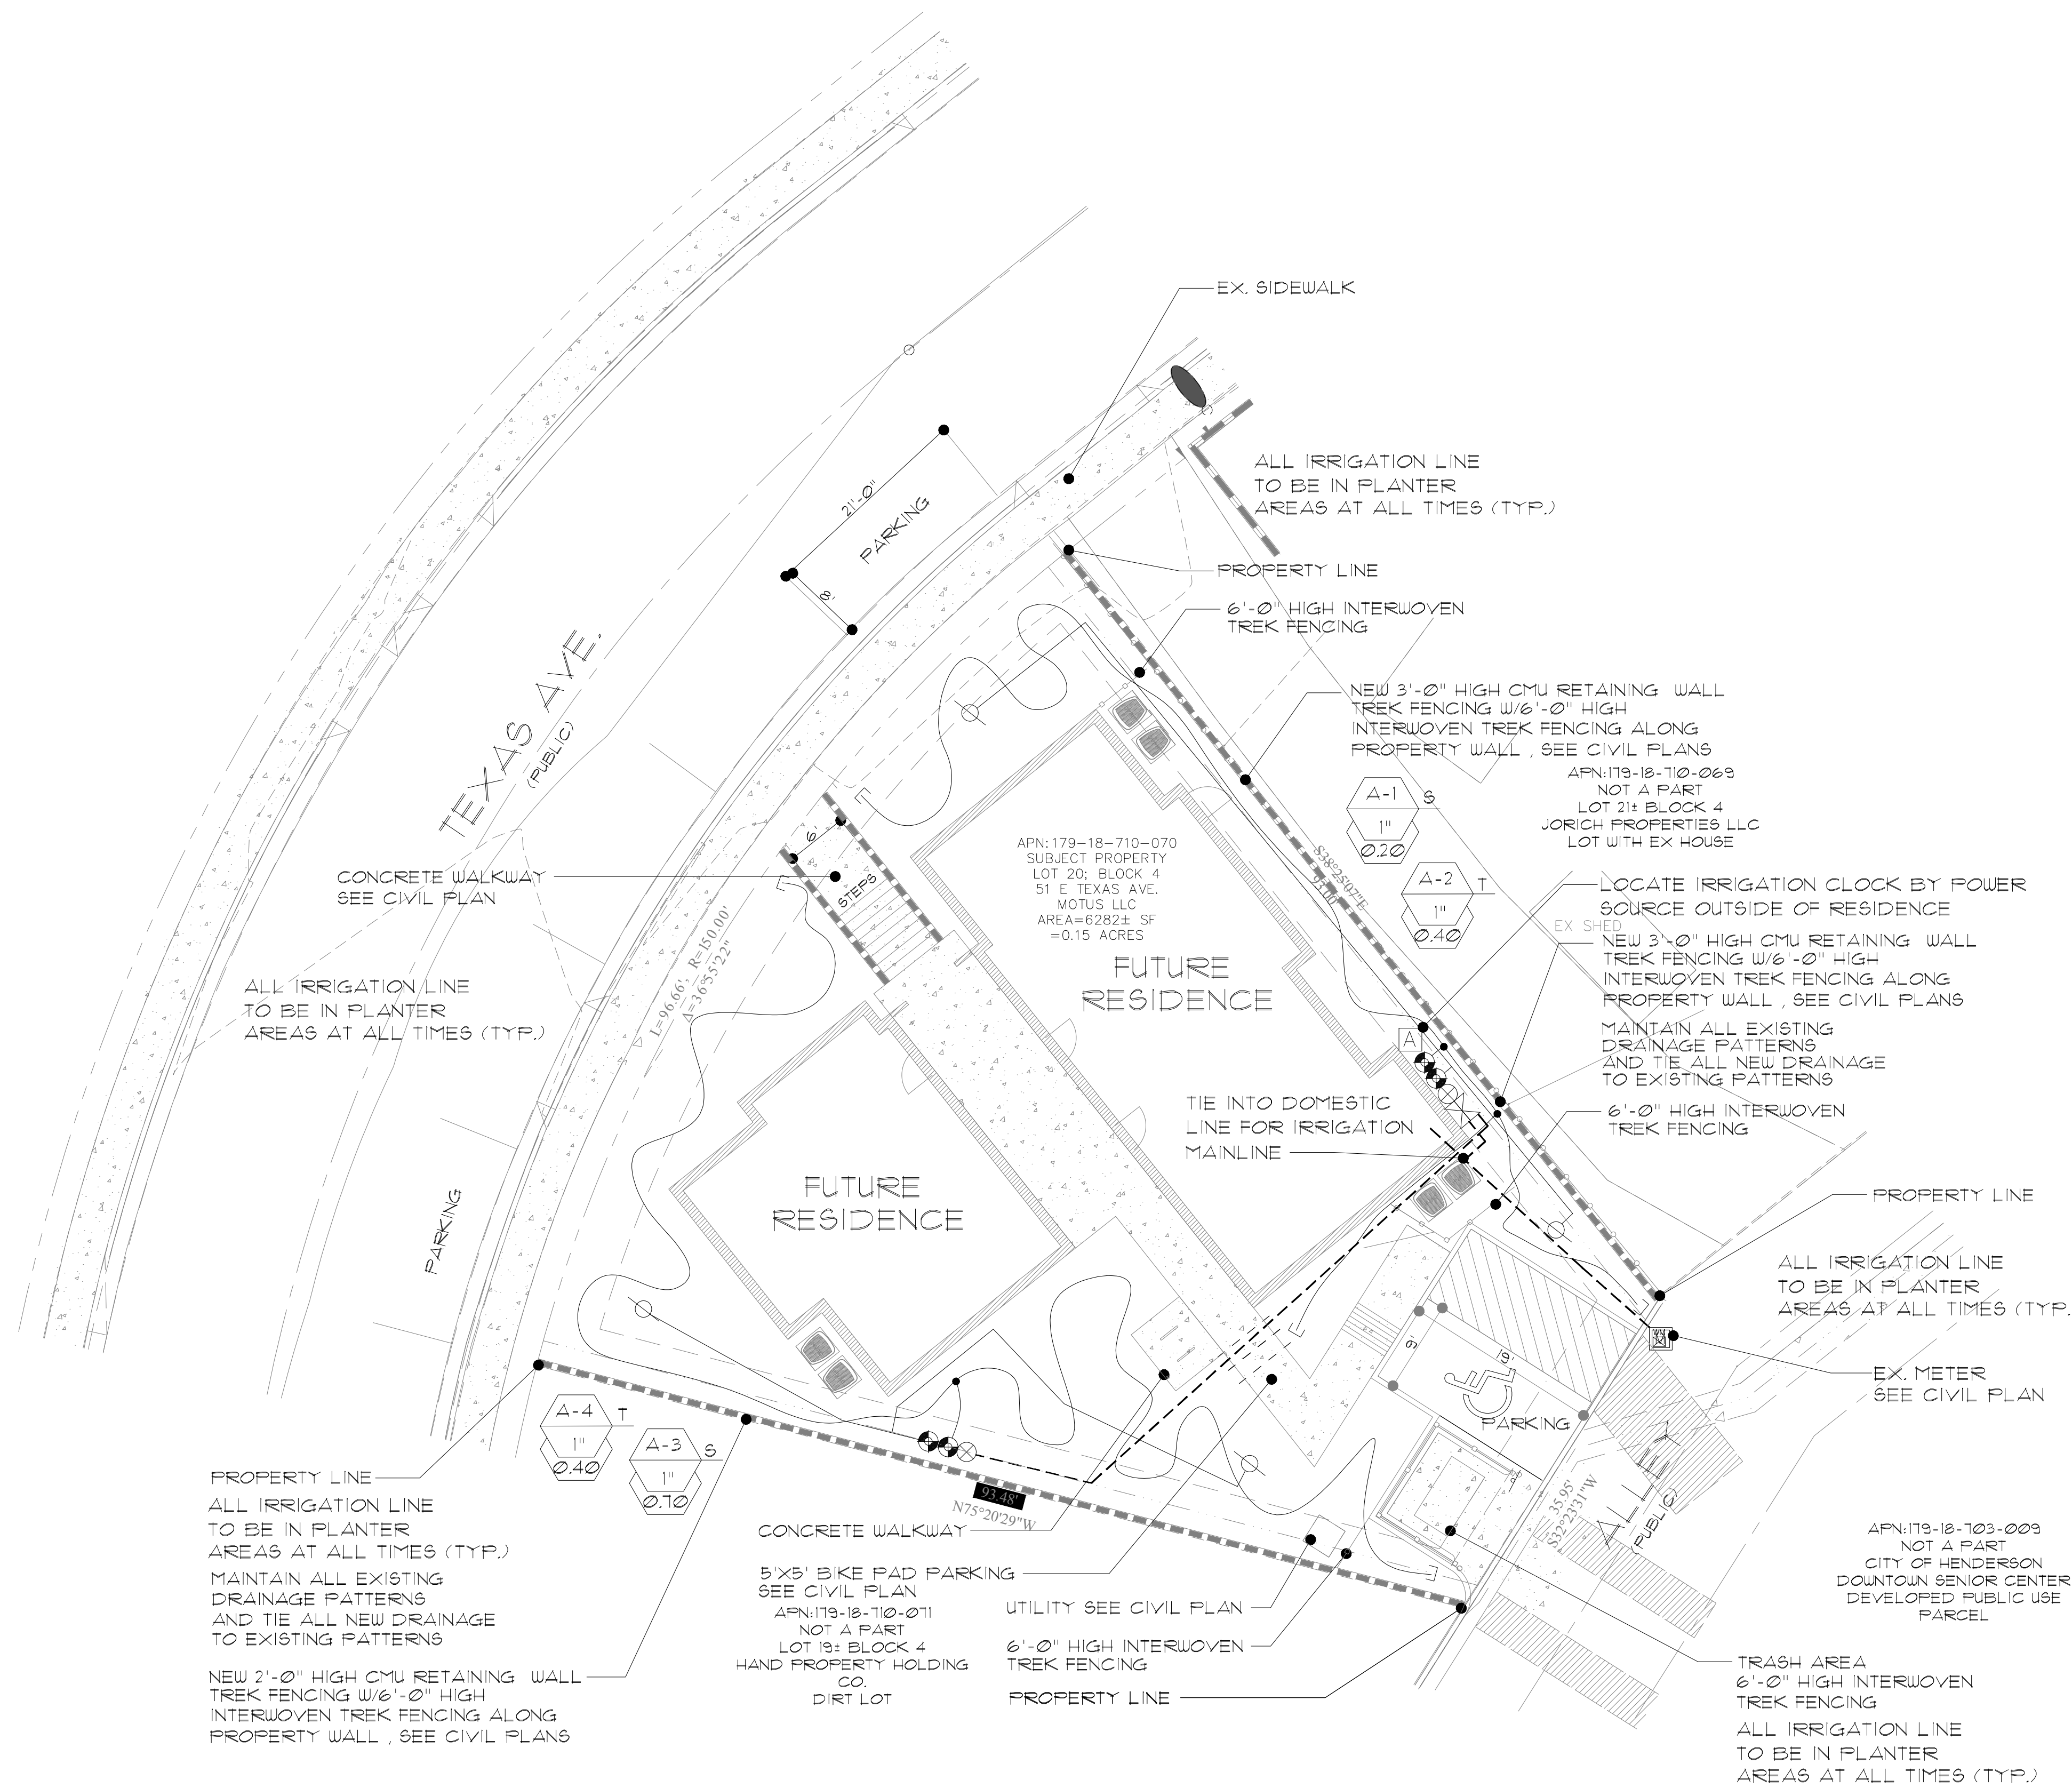 EX. SIDEWALK
ALL IRRIGATION LINE
TO BE IN PLANTER
AREAS AT ALL TIMES (TYP.)
21'-0"
PARKING
8'
PROPERTY LINE
6'-0" HIGH INTERWOVEN
TREK FENCING
TEXAS AVE.
(PUBLIC)
NEW 3'-0" HIGH CMU RETAINING WALL
TREK FENCING W/6'-0" HIGH
INTERWOVEN TREK FENCING ALONG
PROPERTY WALL , SEE CIVIL PLANS
APN:179-18-710-069
NOT A PART
LOT 21± BLOCK 4
JORICH PROPERTIES LLC
LOT WITH EX HOUSE
A-1 S
1"
0.20
A-2 T
1"
0.40
S38°25'07"E
93.00'
6'
STEPS
CONCRETE WALKWAY
SEE CIVIL PLAN
APN:179-18-710-070
SUBJECT PROPERTY
LOT 20; BLOCK 4
51 E TEXAS AVE.
MOTUS LLC
AREA=6282± SF
=0.15 ACRES
FUTURE
RESIDENCE
LOCATE IRRIGATION CLOCK BY POWER
SOURCE OUTSIDE OF RESIDENCE
EX SHED
NEW 3'-0" HIGH CMU RETAINING WALL
TREK FENCING W/6'-0" HIGH
INTERWOVEN TREK FENCING ALONG
PROPERTY WALL , SEE CIVIL PLANS
MAINTAIN ALL EXISTING
DRAINAGE PATTERNS
AND TIE ALL NEW DRAINAGE
TO EXISTING PATTERNS
ALL IRRIGATION LINE
TO BE IN PLANTER
AREAS AT ALL TIMES (TYP.)
L=96.66', R=150.00'
Δ=36°55'22"
A
TIE INTO DOMESTIC
LINE FOR IRRIGATION
MAINLINE
6'-0" HIGH INTERWOVEN
TREK FENCING
FUTURE
RESIDENCE
PARKING
PROPERTY LINE
ALL IRRIGATION LINE
TO BE IN PLANTER
AREAS AT ALL TIMES (TYP.
9'
19'
PARKING
EX. METER
SEE CIVIL PLAN
A-4 T
1"
0.40
A-3 S
1"
0.70
PROPERTY LINE
ALL IRRIGATION LINE
TO BE IN PLANTER
AREAS AT ALL TIMES (TYP.)
MAINTAIN ALL EXISTING
DRAINAGE PATTERNS
AND TIE ALL NEW DRAINAGE
TO EXISTING PATTERNS
NEW 2'-0" HIGH CMU RETAINING WALL
TREK FENCING W/6'-0" HIGH
INTERWOVEN TREK FENCING ALONG
PROPERTY WALL , SEE CIVIL PLANS
93.48'
N75°20'29"W
CONCRETE WALKWAY
5'X5' BIKE PAD PARKING
SEE CIVIL PLAN
APN:179-18-710-071
NOT A PART
LOT 19± BLOCK 4
HAND PROPERTY HOLDING
CO.
DIRT LOT
UTILITY SEE CIVIL PLAN
6'-0" HIGH INTERWOVEN
TREK FENCING
PROPERTY LINE
35.95'
S32°23'31"W
ALLEY
(PUBLIC)
APN:179-18-703-009
NOT A PART
CITY OF HENDERSON
DOWNTOWN SENIOR CENTER
DEVELOPED PUBLIC USE
PARCEL
TRASH AREA
6'-0" HIGH INTERWOVEN
TREK FENCING
ALL IRRIGATION LINE
TO BE IN PLANTER
AREAS AT ALL TIMES (TYP.)